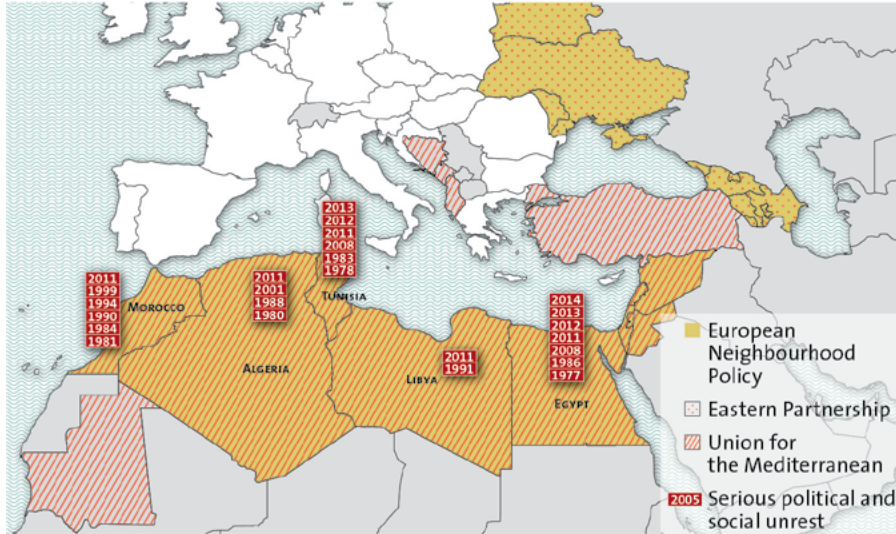 2013
2012
2011
2008
1983
1978
TUNISIA
2011
1999
1994
1990
1984
1981
MOROCCO
2011
2001
1988
1980
ALGERIA
2011
1991
LIBYA
2014
2013
2012
2011
2008
1986
1977
EGYPT
European
Neighbourhood
Policy
Eastern Partnership
Union for
the Mediterranean
2005 Serious political and
social unrest